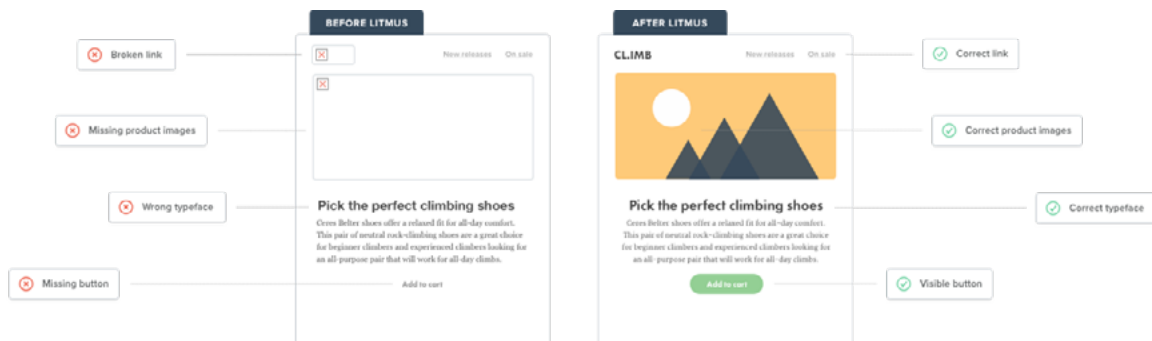 BEFORE LITMUS
AFTER LITMUS
Broken link
New releases On sale
CL.IMB
New releases On sale
Correct link
Missing product images
Correct product images
Wrong typeface
Pick the perfect climbing shoes
Pick the perfect climbing shoes
Correct typeface
Ceres Belter shoes offer a relaxed fit for all-day comfort.
This pair of neutral rock-climbing shoes are a great choice
for beginner climbers and experienced climbers looking for
an all-purpose pair that will work for all-day climbs.
Ceres Belter shoes offer a relaxed fit for all-day comfort.
This pair of neutral rock-climbing shoes are a great choice
for beginner climbers and experienced climbers looking for
an all-purpose pair that will work for all-day climbs.
Missing button
Add to cart
Add to cart
Visible button